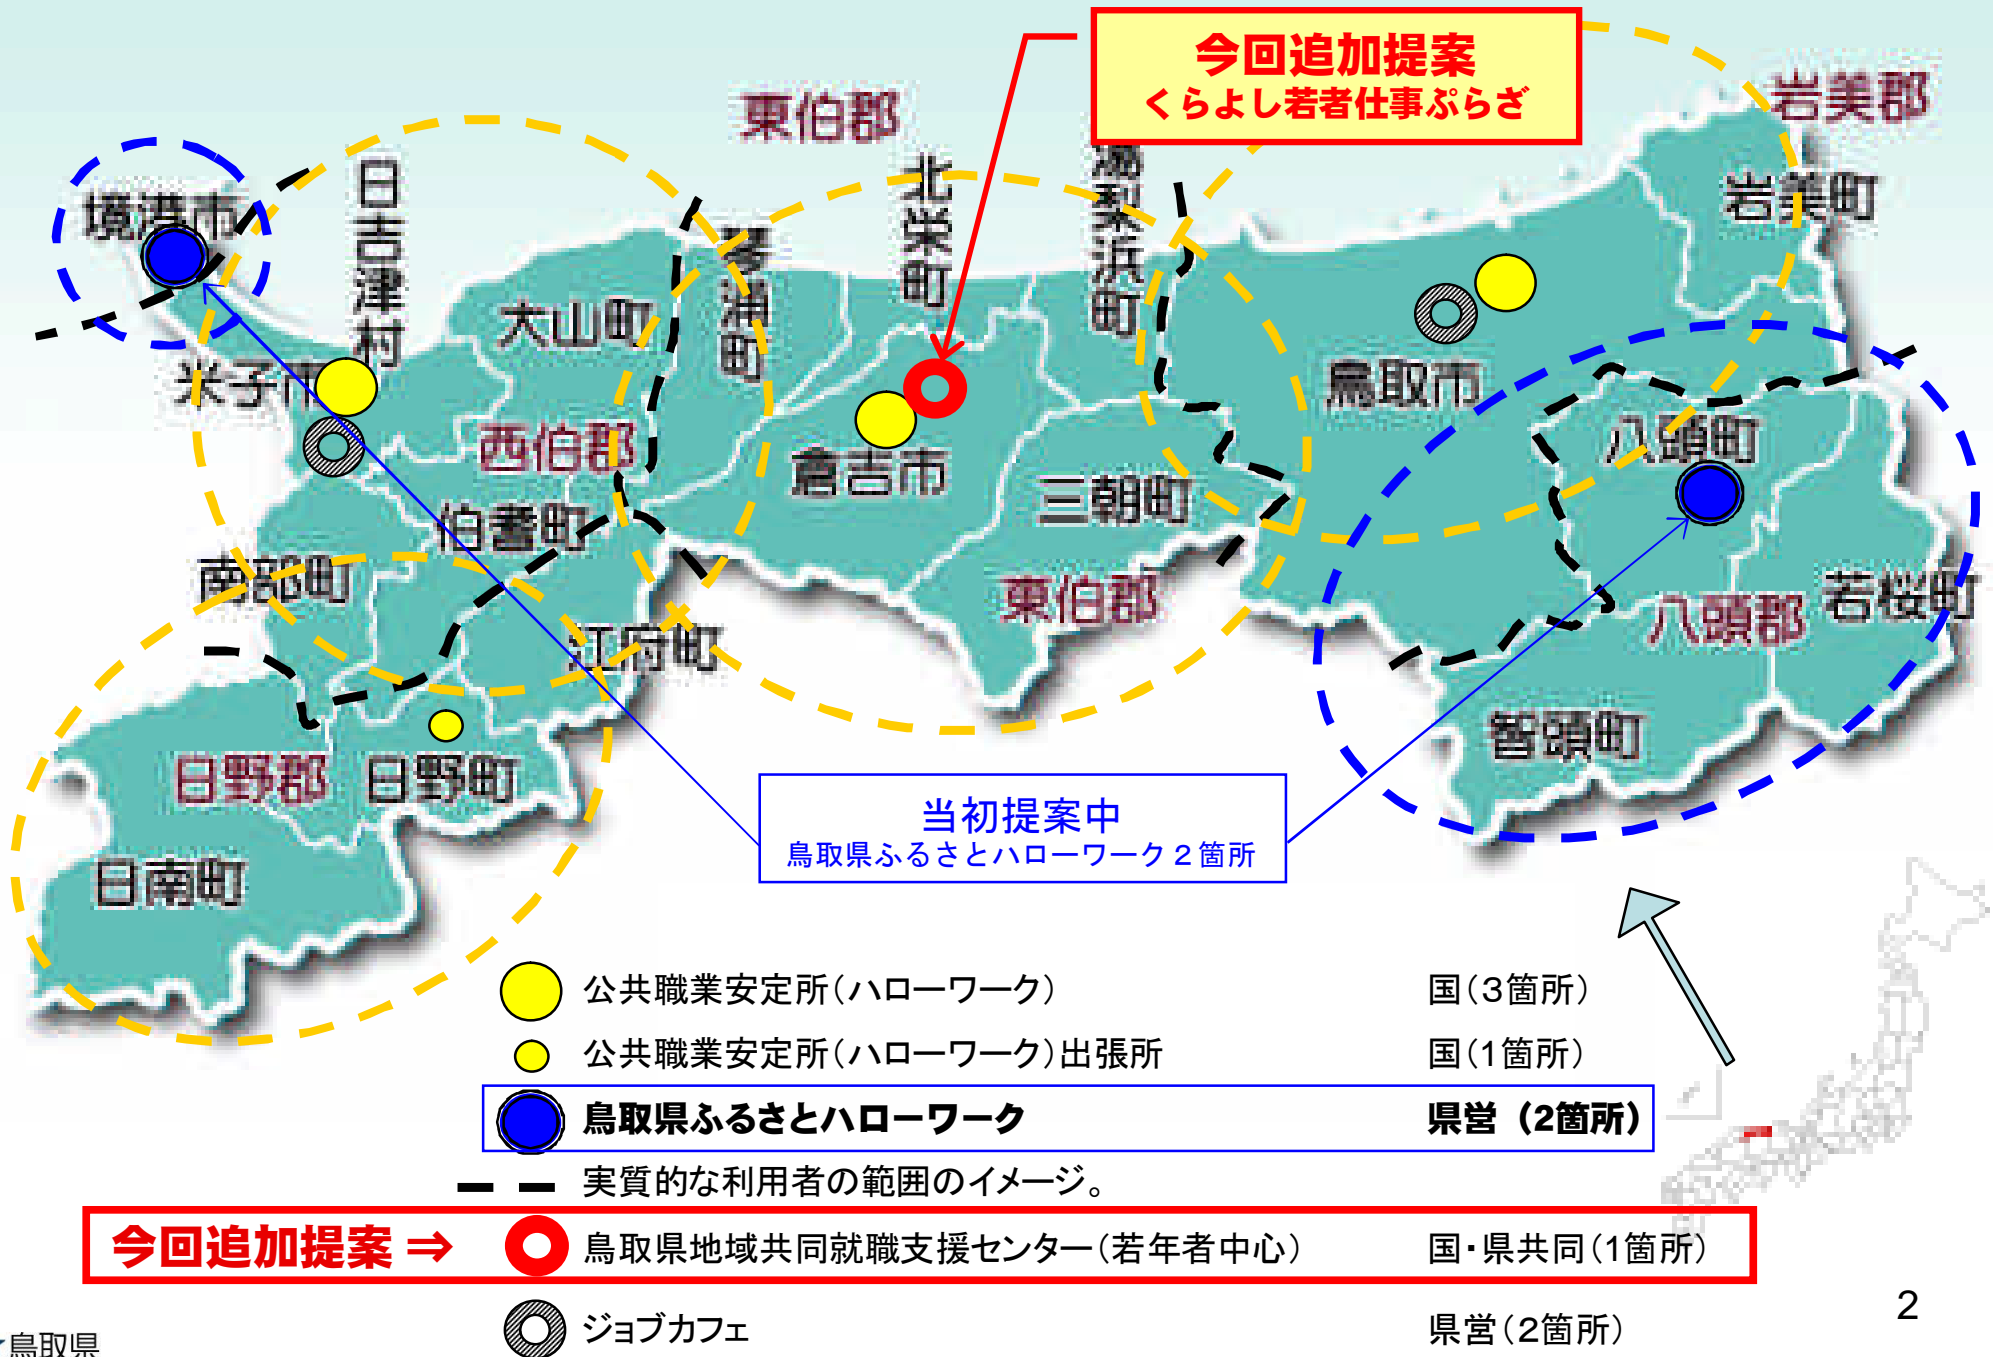 今回追加提案
くらよし若者仕事ぷらざ
東伯郡
岩美郡
境港市
日吉津村
北栄町
湯梨浜町
岩美町
琴浦町
大山町
米子市
鳥取市
西伯郡
倉吉市
八頭町
三朝町
伯耆町
南部町
東伯郡
若桜町
八頭郡
江府町
智頭町
日野郡
日野町
日南町
当初提案中
鳥取県ふるさとハローワーク2箇所
公共職業安定所(ハローワーク) 国(3箇所)
公共職業安定所(ハローワーク)出張所 国(1箇所)
鳥取県ふるさとハローワーク 県営(2箇所)
実質的な利用者の範囲のイメージ。
今回追加提案⇒ 鳥取県地域共同就職支援センター(若年者中心) 国・県共同(1箇所)
ジョブカフェ 県営(2箇所)
2
鳥取県